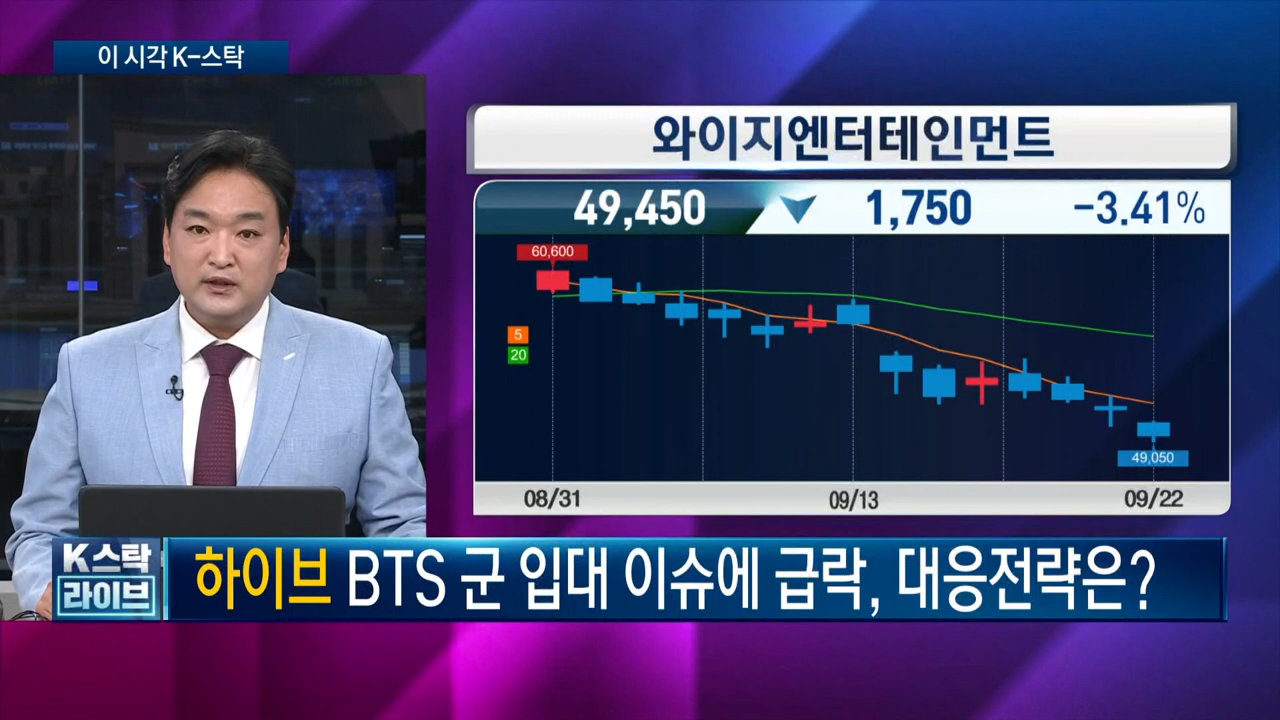 이 시각 K-스탁
와이지엔터테인먼트
49,450 ▼ 1,750 -3.41%
60,600
5
20
49,050
08/31 09/13 09/22
K스탁
라이브
하이브 BTS 군 입대 이슈에 급락, 대응전략은?